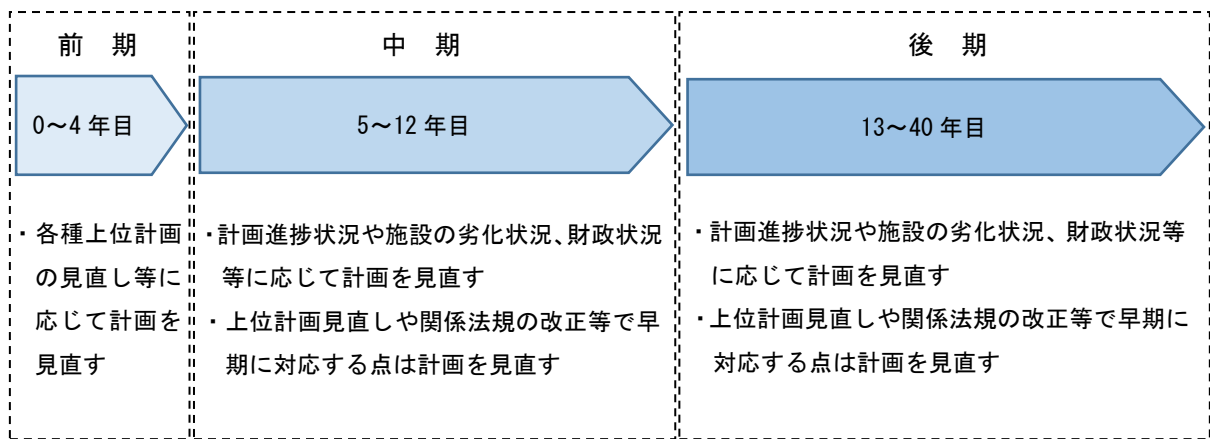 前　期
0～4 年目
・各種上位計画
の見直し等に
応じて計画を
見直す
中　期
5～12 年目
・計画進捗状況や施設の劣化状況、財政状況
等に応じて計画を見直す
・上位計画見直しや関係法規の改正等で早
期に対応する点は計画を見直す
後　期
13～40 年目
・計画進捗状況や施設の劣化状況、財政状況等
に応じて計画を見直す
・上位計画見直しや関係法規の改正等で早期に
対応する点は計画を見直す